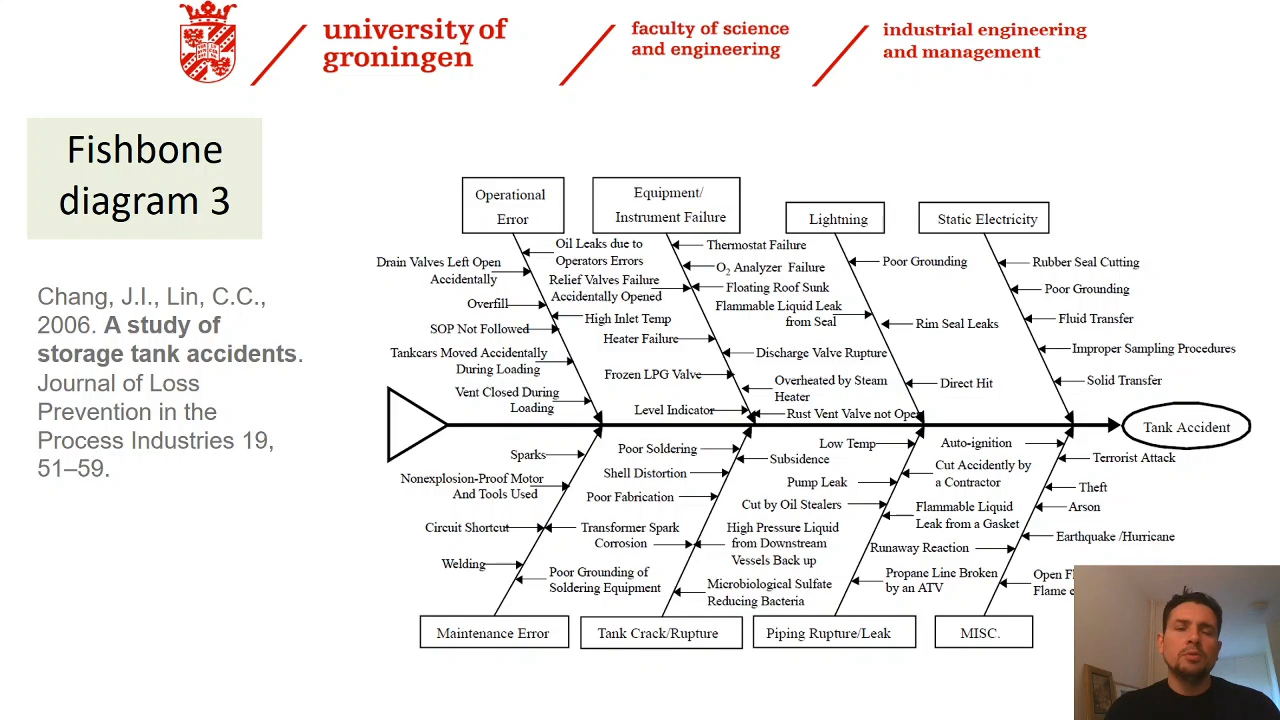 university of
groningen
faculty of science
and engineering
industrial engineering
and management
Fishbone
diagram 3
Chang, J.I., Lin, C.C.,
2006. A study of
storage tank accidents.
Journal of Loss
Prevention in the
Process Industries 19,
51–59.
Operational
Error
Equipment/
Instrument Failure
Lightning
Static Electricity
Oil Leaks due to
Operators Errors
Drain Valves Left Open
Accidentally
Overfill
High Inlet Temp
SOP Not Followed
Tankcars Moved Accidentally
During Loading
Vent Closed During
Loading
Thermostat Failure
O2 Analyzer Failure
Relief Valves Failure
Accidentally Opened
Floating Roof Sunk
Heater Failure
Discharge Valve Rupture
Frozen LPG Valve
Overheated by Steam
Heater
Level Indicator
Rust Vent Valve not Open
Poor Grounding
Flammable Liquid Leak
from Seal
Rim Seal Leaks
Direct Hit
Rubber Seal Cutting
Poor Grounding
Fluid Transfer
Improper Sampling Procedures
Solid Transfer
Tank Accident
Sparks
Nonexplosion-Proof Motor
And Tools Used
Circuit Shortcut
Transformer Spark
Welding
Poor Grounding of
Soldering Equipment
Poor Soldering
Subsidence
Shell Distortion
Poor Fabrication
Corrosion
High Pressure Liquid
from Downstream
Vessels Back up
Microbiological Sulfate
Reducing Bacteria
Low Temp
Cut Accidently by
a Contractor
Pump Leak
Cut by Oil Stealers
Flammable Liquid
Leak from a Gasket
Propane Line Broken
by an ATV
Auto-ignition
Terrorist Attack
Theft
Arson
Earthquake /Hurricane
Runaway Reaction
Open
Flame
Maintenance Error
Tank Crack/Rupture
Piping Rupture/Leak
MISC.